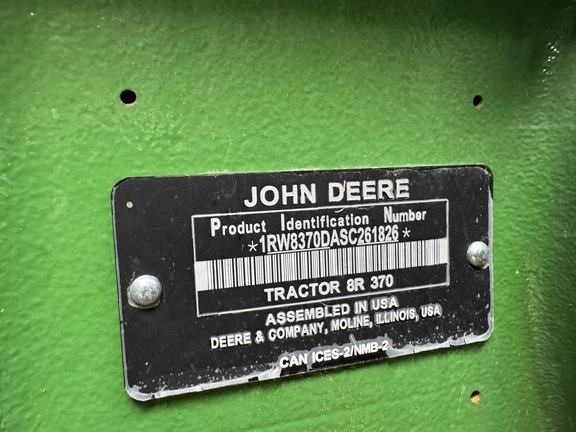 JOHN DEERE
Product Identification Number
*1RW8370DASC261826*
TRACTOR 8R 370
ASSEMBLED IN USA
DEERE & COMPANY, MOLINE, ILLINOIS, USA
CAN ICES-2/NMB-2